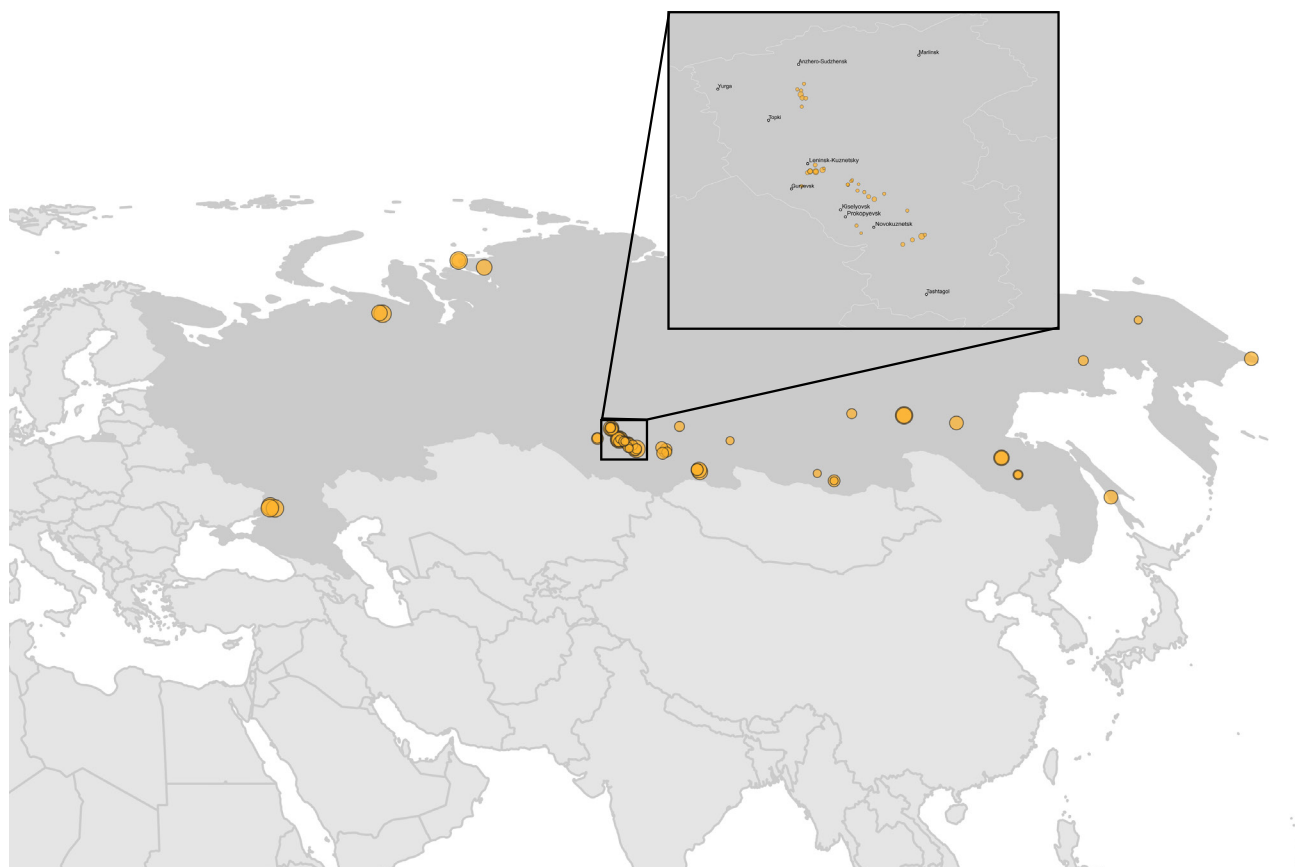 Mariinsk
Anzhero-Sudzhensk
Yurga
Topki
Leninsk-Kuznetsky
Guryevsk
Kiselyovsk
Prokopyevsk
Novokuznetsk
Tashtagol